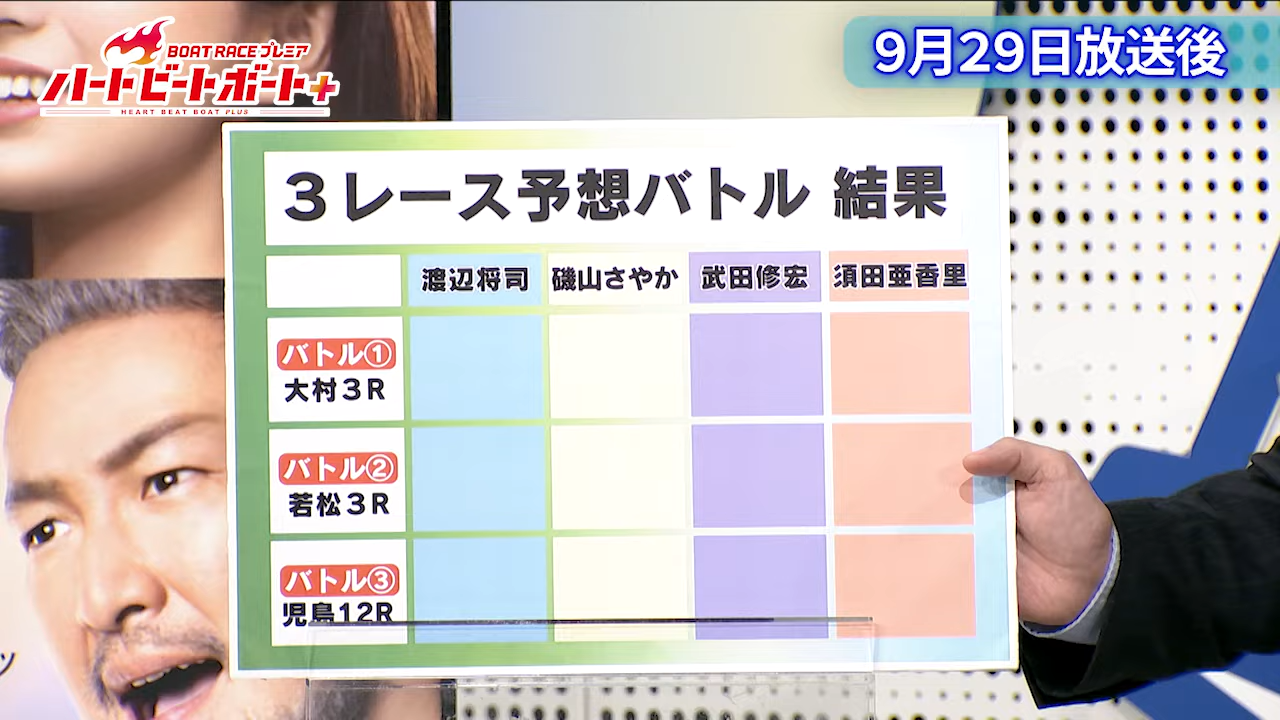 BOAT RACE プレミア
ハートビートボート+
HEART BEAT BOAT PLUS
9月29日放送後
3レース予想バトル 結果
渡辺将司 磯山さやか 武田修宏 須田亜香里
バトル①
大村3R
バトル②
若松3R
バトル③
児島12R
ッ